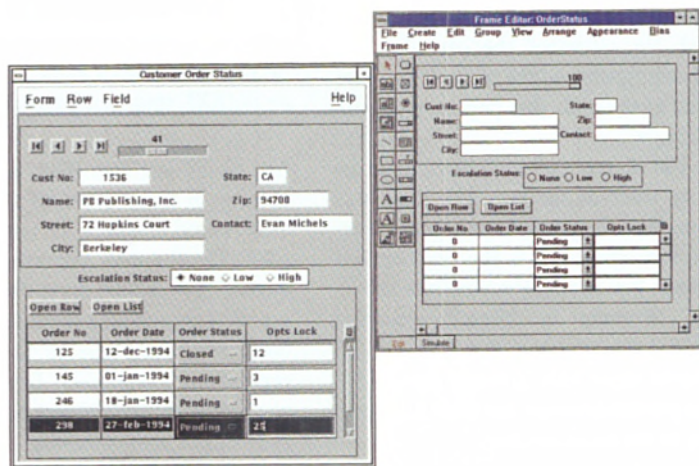 Customer Order Status
Form Row Field Help
41
Cust No: 1536 State: CA
Name: PB Publishing, Inc. Zip: 94708
Street: 72 Hopkins Court Contact: Evan Michels
City: Berkeley
Escalation Status: None Low High
Open Row Open List
Order No Order Date Order Status Opts Lock
125 12-dec-1994 Closed 12
145 01-jan-1994 Pending 3
246 18-jan-1994 Pending 1
298 27-feb-1994 Pending 25
Frame Editor: OrderStatus
File Create Edit Group View Arrange Appearance Bias
Frame Help
100
Cust No: State:
Name: Zip:
Street: Contact:
City:
Escalation Status: None Low High
Open Row Open List
Order No Order Date Order Status Opts Lock
0 Pending
0 Pending
0 Pending
0 Pending
Simulate